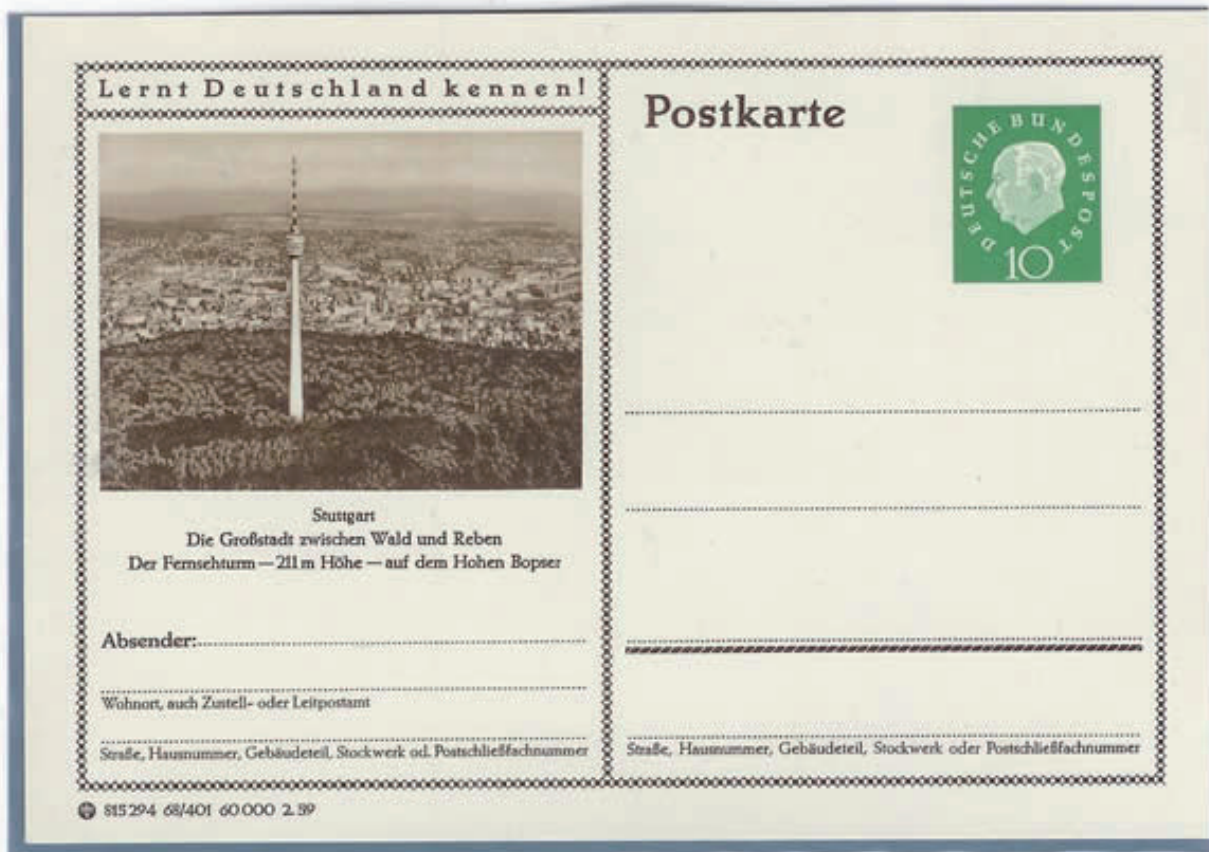 Lernt Deutschland kennen!
Stuttgart
Die Großstadt zwischen Wald und Reben
Der Fernsehturm — 211 m Höhe — auf dem Hohen Bopser
Absender:
Wohnort, auch Zustell- oder Leitpostamt
Straße, Hausnummer, Gebäudeteil, Stockwerk od. Postschließfachnummer
Postkarte
DEUTSCHE BUNDESPOST
10
Straße, Hausnummer, Gebäudeteil, Stockwerk oder Postschließfachnummer
815294 68/401 60000 2.59